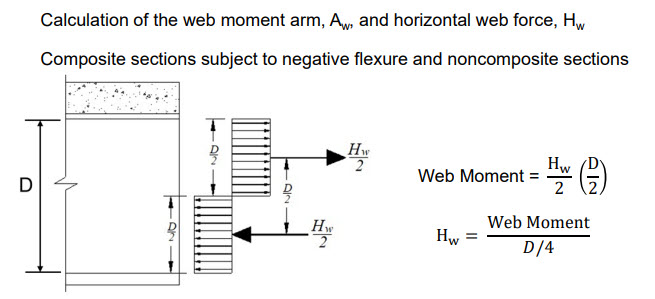 Calculation of the web moment arm, Aw, and horizontal web force, Hw
Composite sections subject to negative flexure and noncomposite sections
D
D/2
D/2
D/2
Hw/2
Hw/2
Web Moment = Hw/2 (D/2)
Hw = Web Moment / D/4